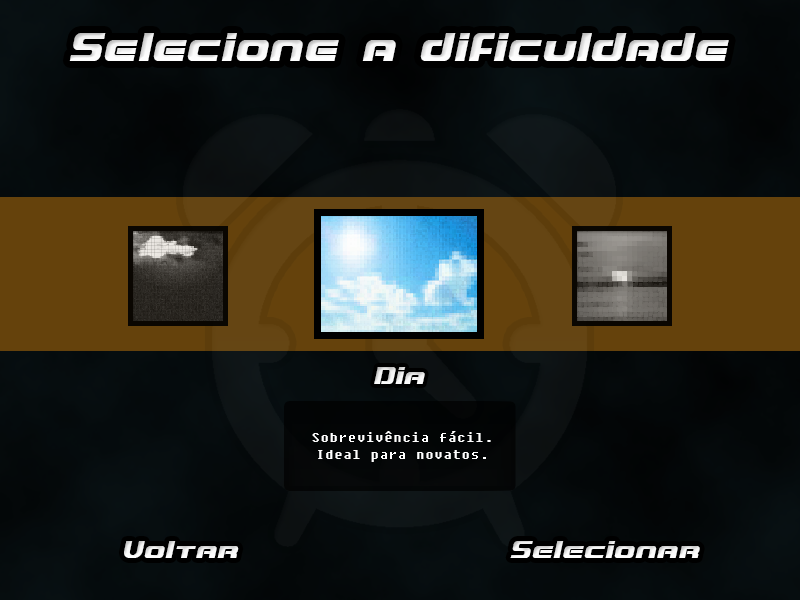 Selecione a dificuldade
Dia
Sobrevivência fácil.
Ideal para novatos.
Voltar
Selecionar